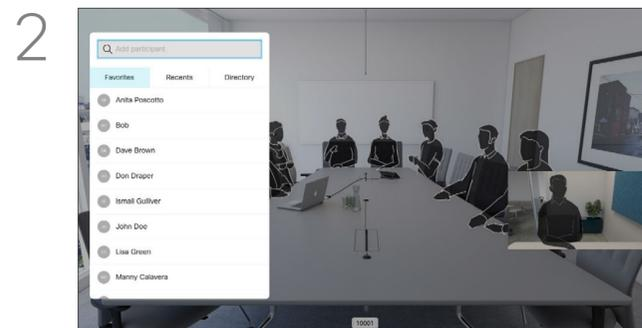 2
Add participant
Favorites Recents Directory
Anita Poscotto
Bob
Dave Brown
Don Draper
Ismail Gulliver
John Doe
Lisa Green
Manny Calavera
10001